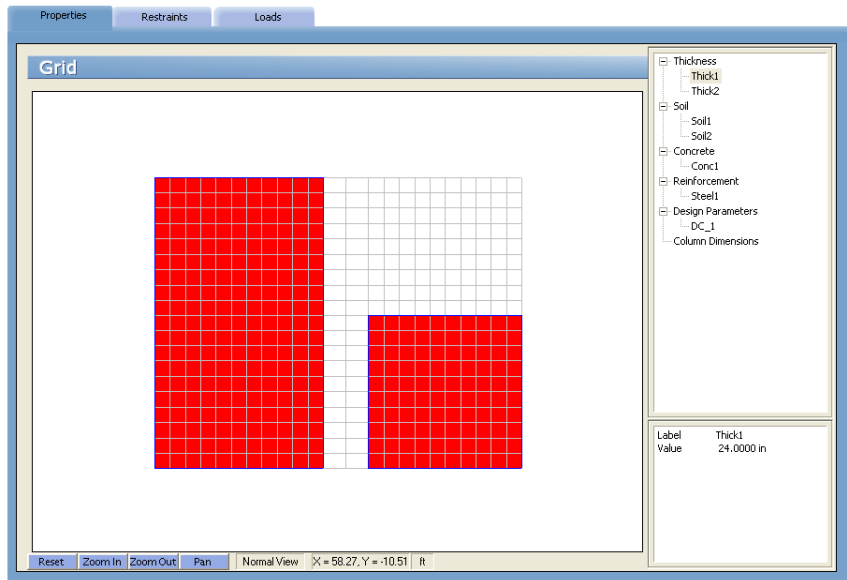 Properties Restraints Loads
Grid
Thickness
Thick1
Thick2
Soil
Soil1
Soil2
Concrete
Conc1
Reinforcement
Steel1
Design Parameters
DC_1
Column Dimensions
Label Thick1
Value 24.0000 in
Reset Zoom In Zoom Out Pan Normal View X = 58.27, Y = -10.51 ft